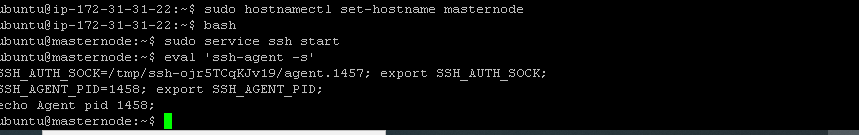 ubuntu@ip-172-31-31-22:~$ sudo hostnamectl set-hostname masternode
ubuntu@ip-172-31-31-22:~$ bash
ubuntu@masternode:~$ sudo service ssh start
ubuntu@masternode:~$ eval 'ssh-agent -s'
SSH_AUTH_SOCK=/tmp/ssh-ojr5TCqKJv19/agent.1457; export SSH_AUTH_SOCK;
SSH_AGENT_PID=1458; export SSH_AGENT_PID;
echo Agent pid 1458;
ubuntu@masternode:~$